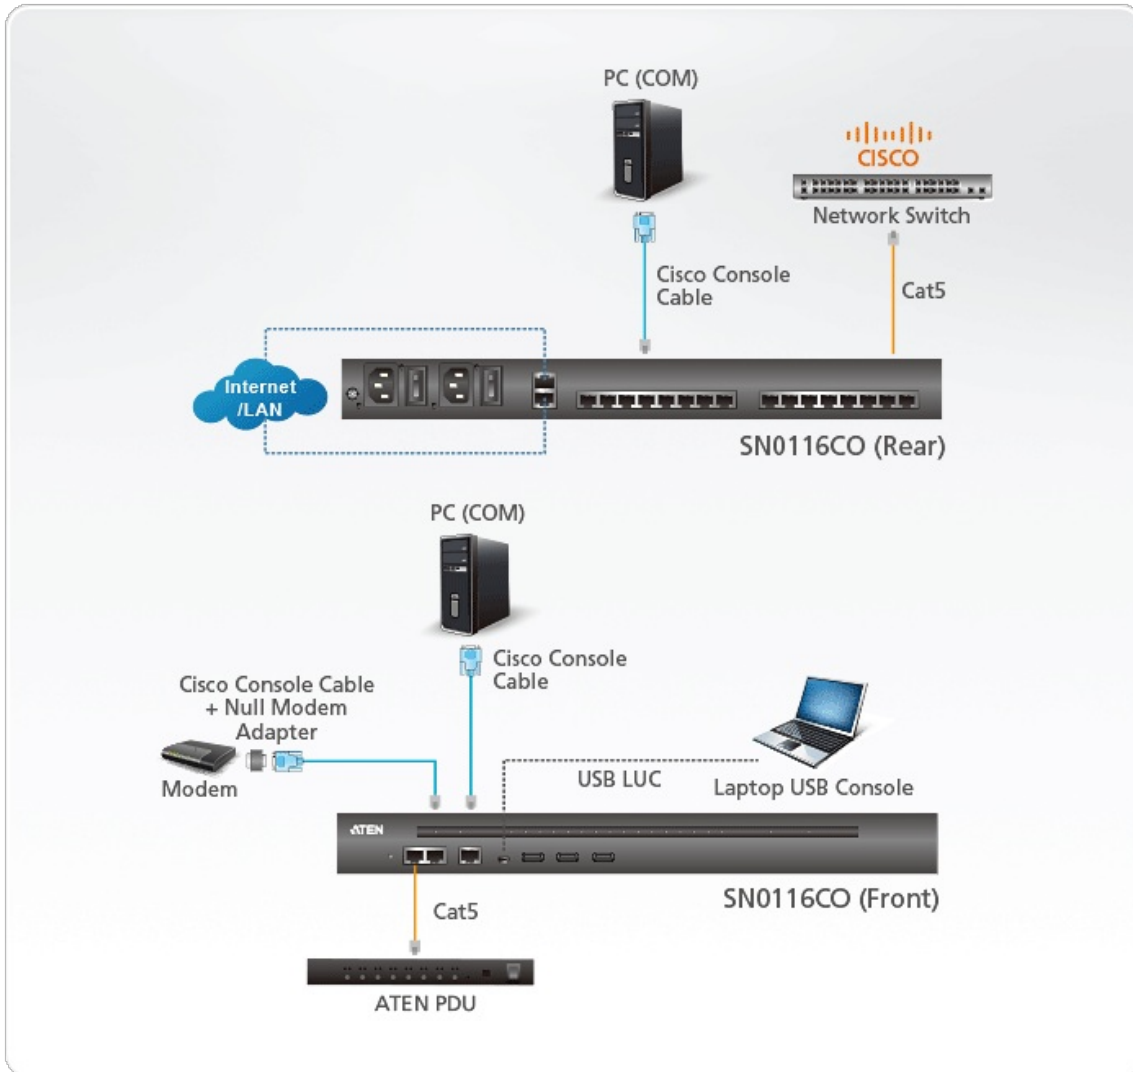 PC (COM)
CISCO
Network Switch
Cisco Console
Cable
Cat5
Internet
/LAN
SN0116CO (Rear)
PC (COM)
Cisco Console
Cable
Cisco Console Cable
+ Null Modem
Adapter
Modem
USB LUC
Laptop USB Console
ATEN
SN0116CO (Front)
Cat5
ATEN PDU